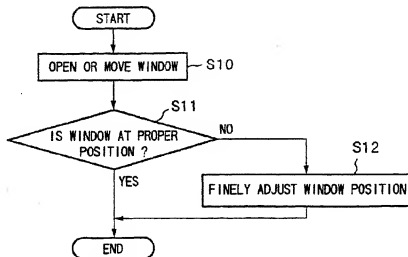 START
OPEN OR MOVE WINDOW
S10
S11
IS WINDOW AT PROPER
POSITION ?
NO
S12
YES
FINELY ADJUST WINDOW POSITION
END